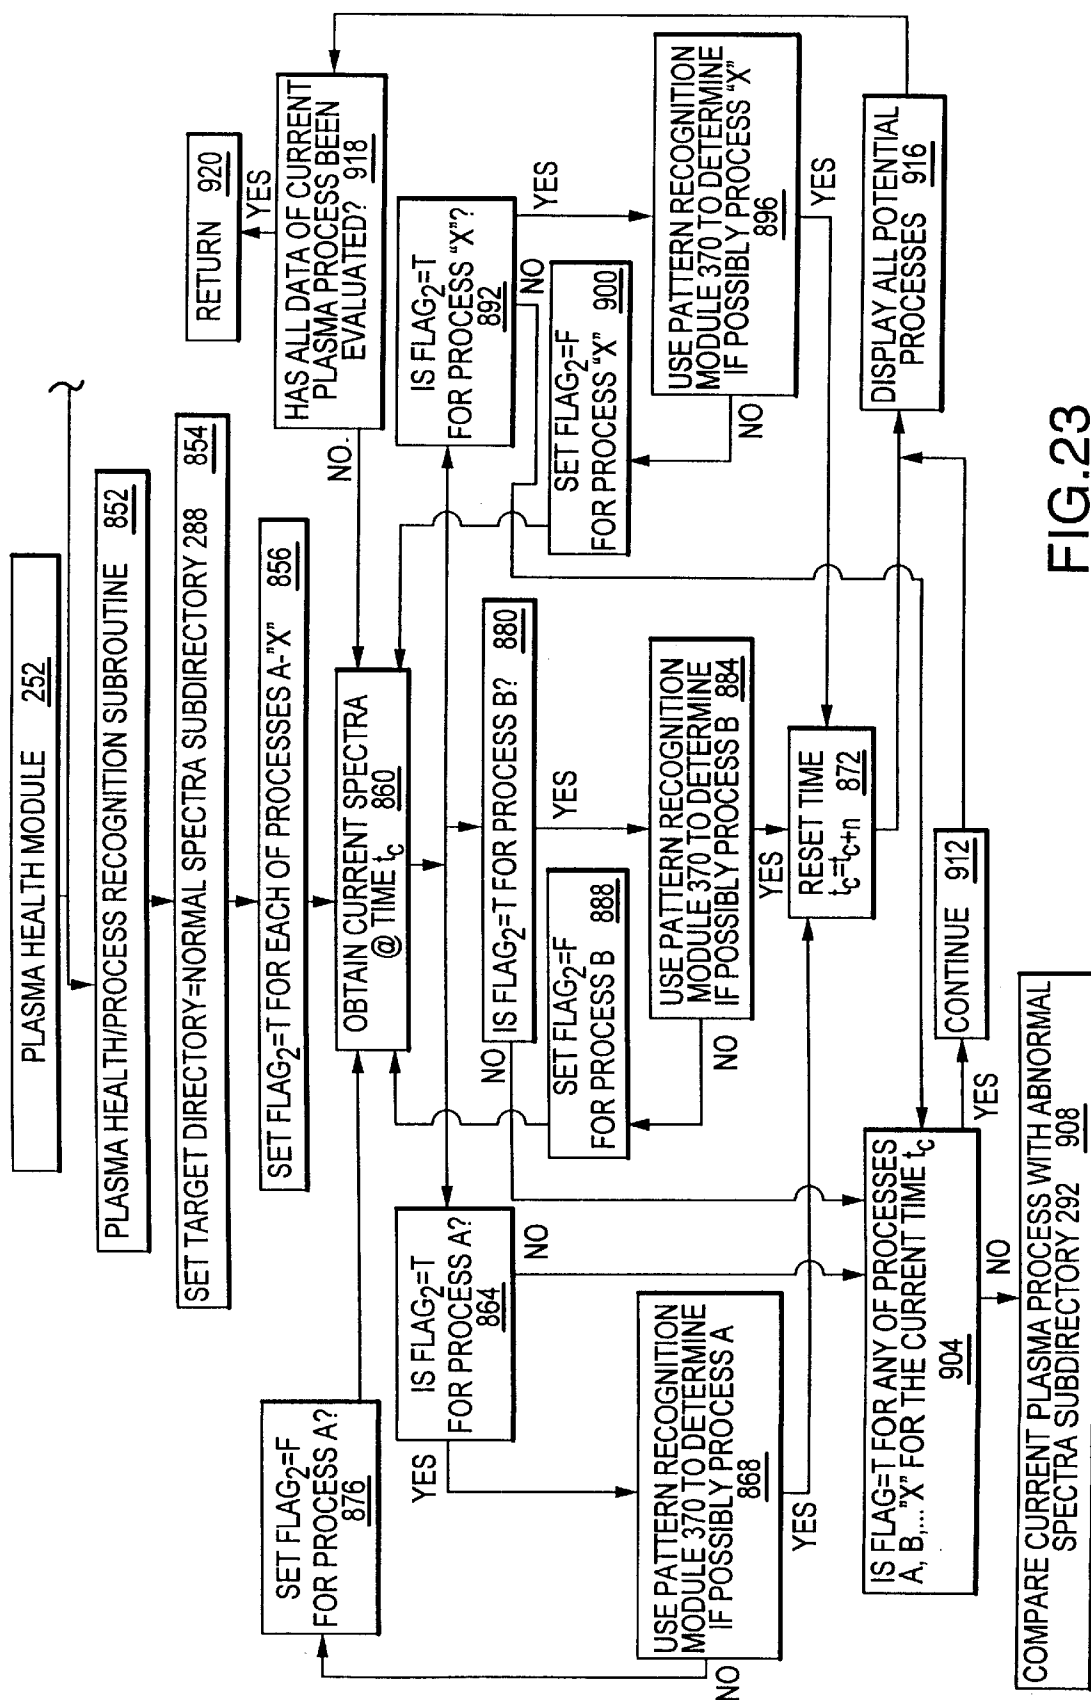 PLASMA HEALTH MODULE 252
PLASMA HEALTH/PROCESS RECOGNITION SUBROUTINE 852
SET TARGET DIRECTORY=NORMAL SPECTRA SUBDIRECTORY 288 854
SET FLAG2=T FOR EACH OF PROCESSES A-"X" 856
RETURN 920
YES
HAS ALL DATA OF CURRENT
PLASMA PROCESS BEEN
EVALUATED? 918
NO.
SET FLAG2=F
FOR PROCESS A?
876
OBTAIN CURRENT SPECTRA
@ TIME tc
860
IS FLAG2=T
FOR PROCESS A?
864
YES
NO
IS FLAG2=T FOR PROCESS B? 880
NO
YES
IS FLAG2=T
FOR PROCESS "X"?
892
NO
YES
SET FLAG2=F
FOR PROCESS B 888
SET FLAG2=F
FOR PROCESS "X" 900
USE PATTERN RECOGNITION
MODULE 370 TO DETERMINE
IF POSSIBLY PROCESS A
868
NO
YES
USE PATTERN RECOGNITION
MODULE 370 TO DETERMINE
IF POSSIBLY PROCESS B 884
NO
YES
USE PATTERN RECOGNITION
MODULE 370 TO DETERMINE
IF POSSIBLY PROCESS "X"
896
NO
YES
RESET TIME
tc=tc+n 872
IS FLAG=T FOR ANY OF PROCESSES
A, B,..."X" FOR THE CURRENT TIME tc
904
YES
NO
CONTINUE 912
DISPLAY ALL POTENTIAL
PROCESSES 916
COMPARE CURRENT PLASMA PROCESS WITH ABNORMAL
SPECTRA SUBDIRECTORY 292 908
FIG.23